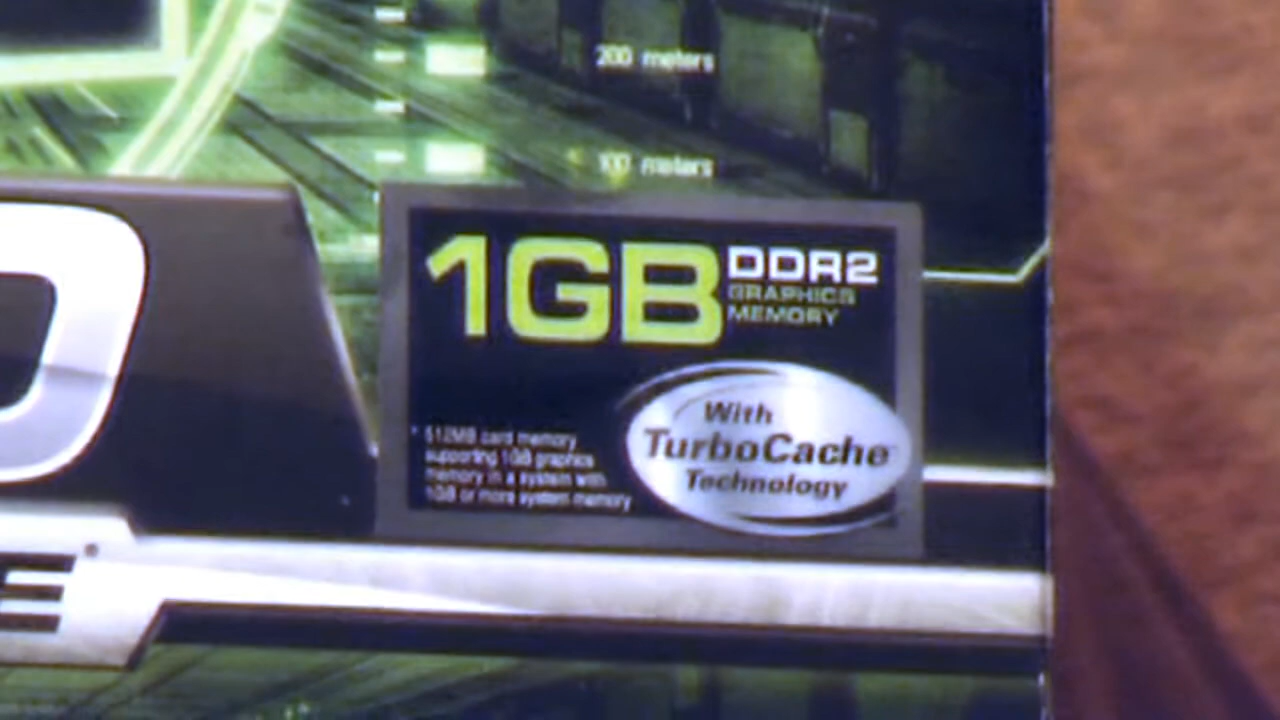 200 meters
100 meters
1GB
DDR2
GRAPHICS
MEMORY
With
TurboCache
Technology
* 512MB card memory
supporting 1GB graphics
memory in a system with
1GB or more system memory
E